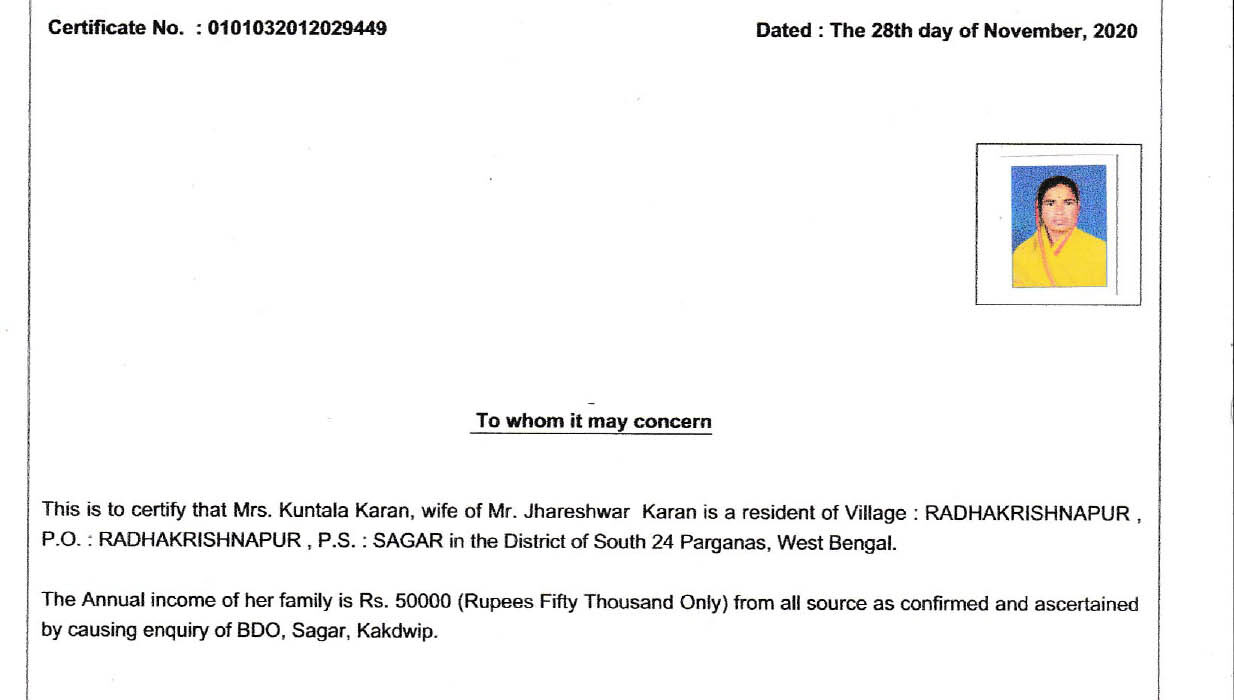 Certificate No. : 0101032012029449
Dated : The 28th day of November, 2020
To whom it may concern
This is to certify that Mrs. Kuntala Karan, wife of Mr. Jhareshwar Karan is a resident of Village : RADHAKRISHNAPUR ,
P.O. : RADHAKRISHNAPUR , P.S. : SAGAR in the District of South 24 Parganas, West Bengal.
The Annual income of her family is Rs. 50000 (Rupees Fifty Thousand Only) from all source as confirmed and ascertained
by causing enquiry of BDO, Sagar, Kakdwip.